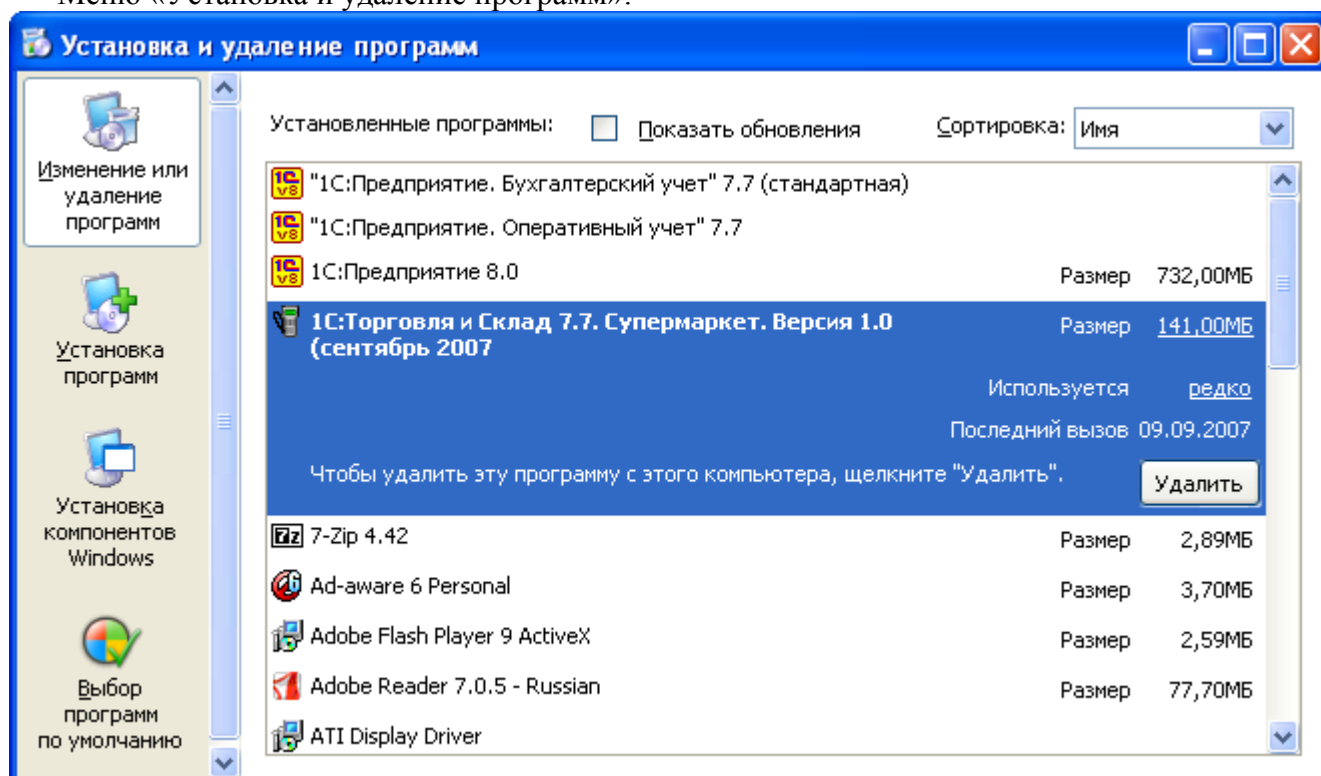 Меню «Установка и удаление программ».
Установка и удаление программ
Изменение или
удаление
программ
Установка
программ
Установка
компонентов
Windows
Выбор
программ
по умолчанию
Установленные программы: Показать обновления Сортировка: Имя
"1С:Предприятие. Бухгалтерский учет" 7.7 (стандартная)
"1С:Предприятие. Оперативный учет" 7.7
1С:Предприятие 8.0 Размер 732,00МБ
1С:Торговля и Склад 7.7. Супермаркет. Версия 1.0 Размер 141,00МБ
(сентябрь 2007
Используется редко
Последний вызов 09.09.2007
Чтобы удалить эту программу с этого компьютера, щелкните "Удалить". Удалить
7-Zip 4.42 Размер 2,89МБ
Ad-aware 6 Personal Размер 3,70МБ
Adobe Flash Player 9 ActiveX Размер 2,59МБ
Adobe Reader 7.0.5 - Russian Размер 77,70МБ
ATI Display Driver